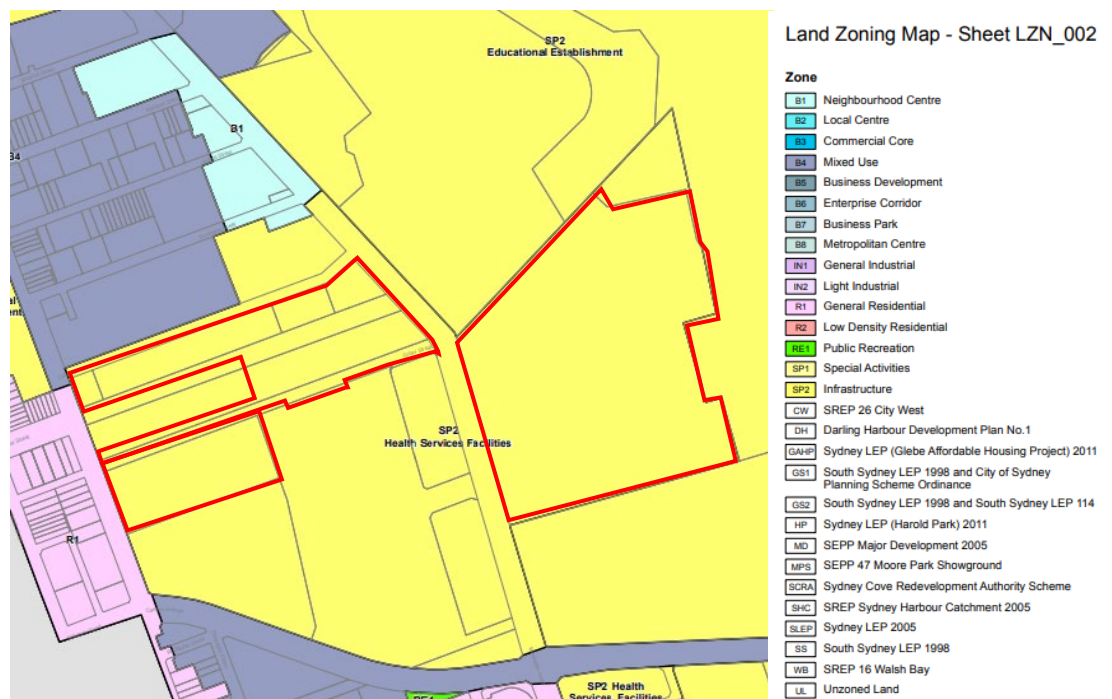 SP2
Educational Establishment
B1
B4
SP2
Health Services Facilities
R1
RE1
SP2 Health
Services Facilities
Land Zoning Map - Sheet LZN_002
Zone
B1 Neighbourhood Centre
B2 Local Centre
B3 Commercial Core
B4 Mixed Use
B5 Business Development
B6 Enterprise Corridor
B7 Business Park
B8 Metropolitan Centre
IN1 General Industrial
IN2 Light Industrial
R1 General Residential
R2 Low Density Residential
RE1 Public Recreation
SP1 Special Activities
SP2 Infrastructure
CW SREP 26 City West
DH Darling Harbour Development Plan No.1
GAHP Sydney LEP (Glebe Affordable Housing Project) 2011
GS1 South Sydney LEP 1998 and City of Sydney
Planning Scheme Ordinance
GS2 South Sydney LEP 1998 and South Sydney LEP 114
HP Sydney LEP (Harold Park) 2011
MD SEPP Major Development 2005
MPS SEPP 47 Moore Park Showground
SCRA Sydney Cove Redevelopment Authority Scheme
SHC SREP Sydney Harbour Catchment 2005
SLEP Sydney LEP 2005
SS South Sydney LEP 1998
WB SREP 16 Walsh Bay
UL Unzoned Land